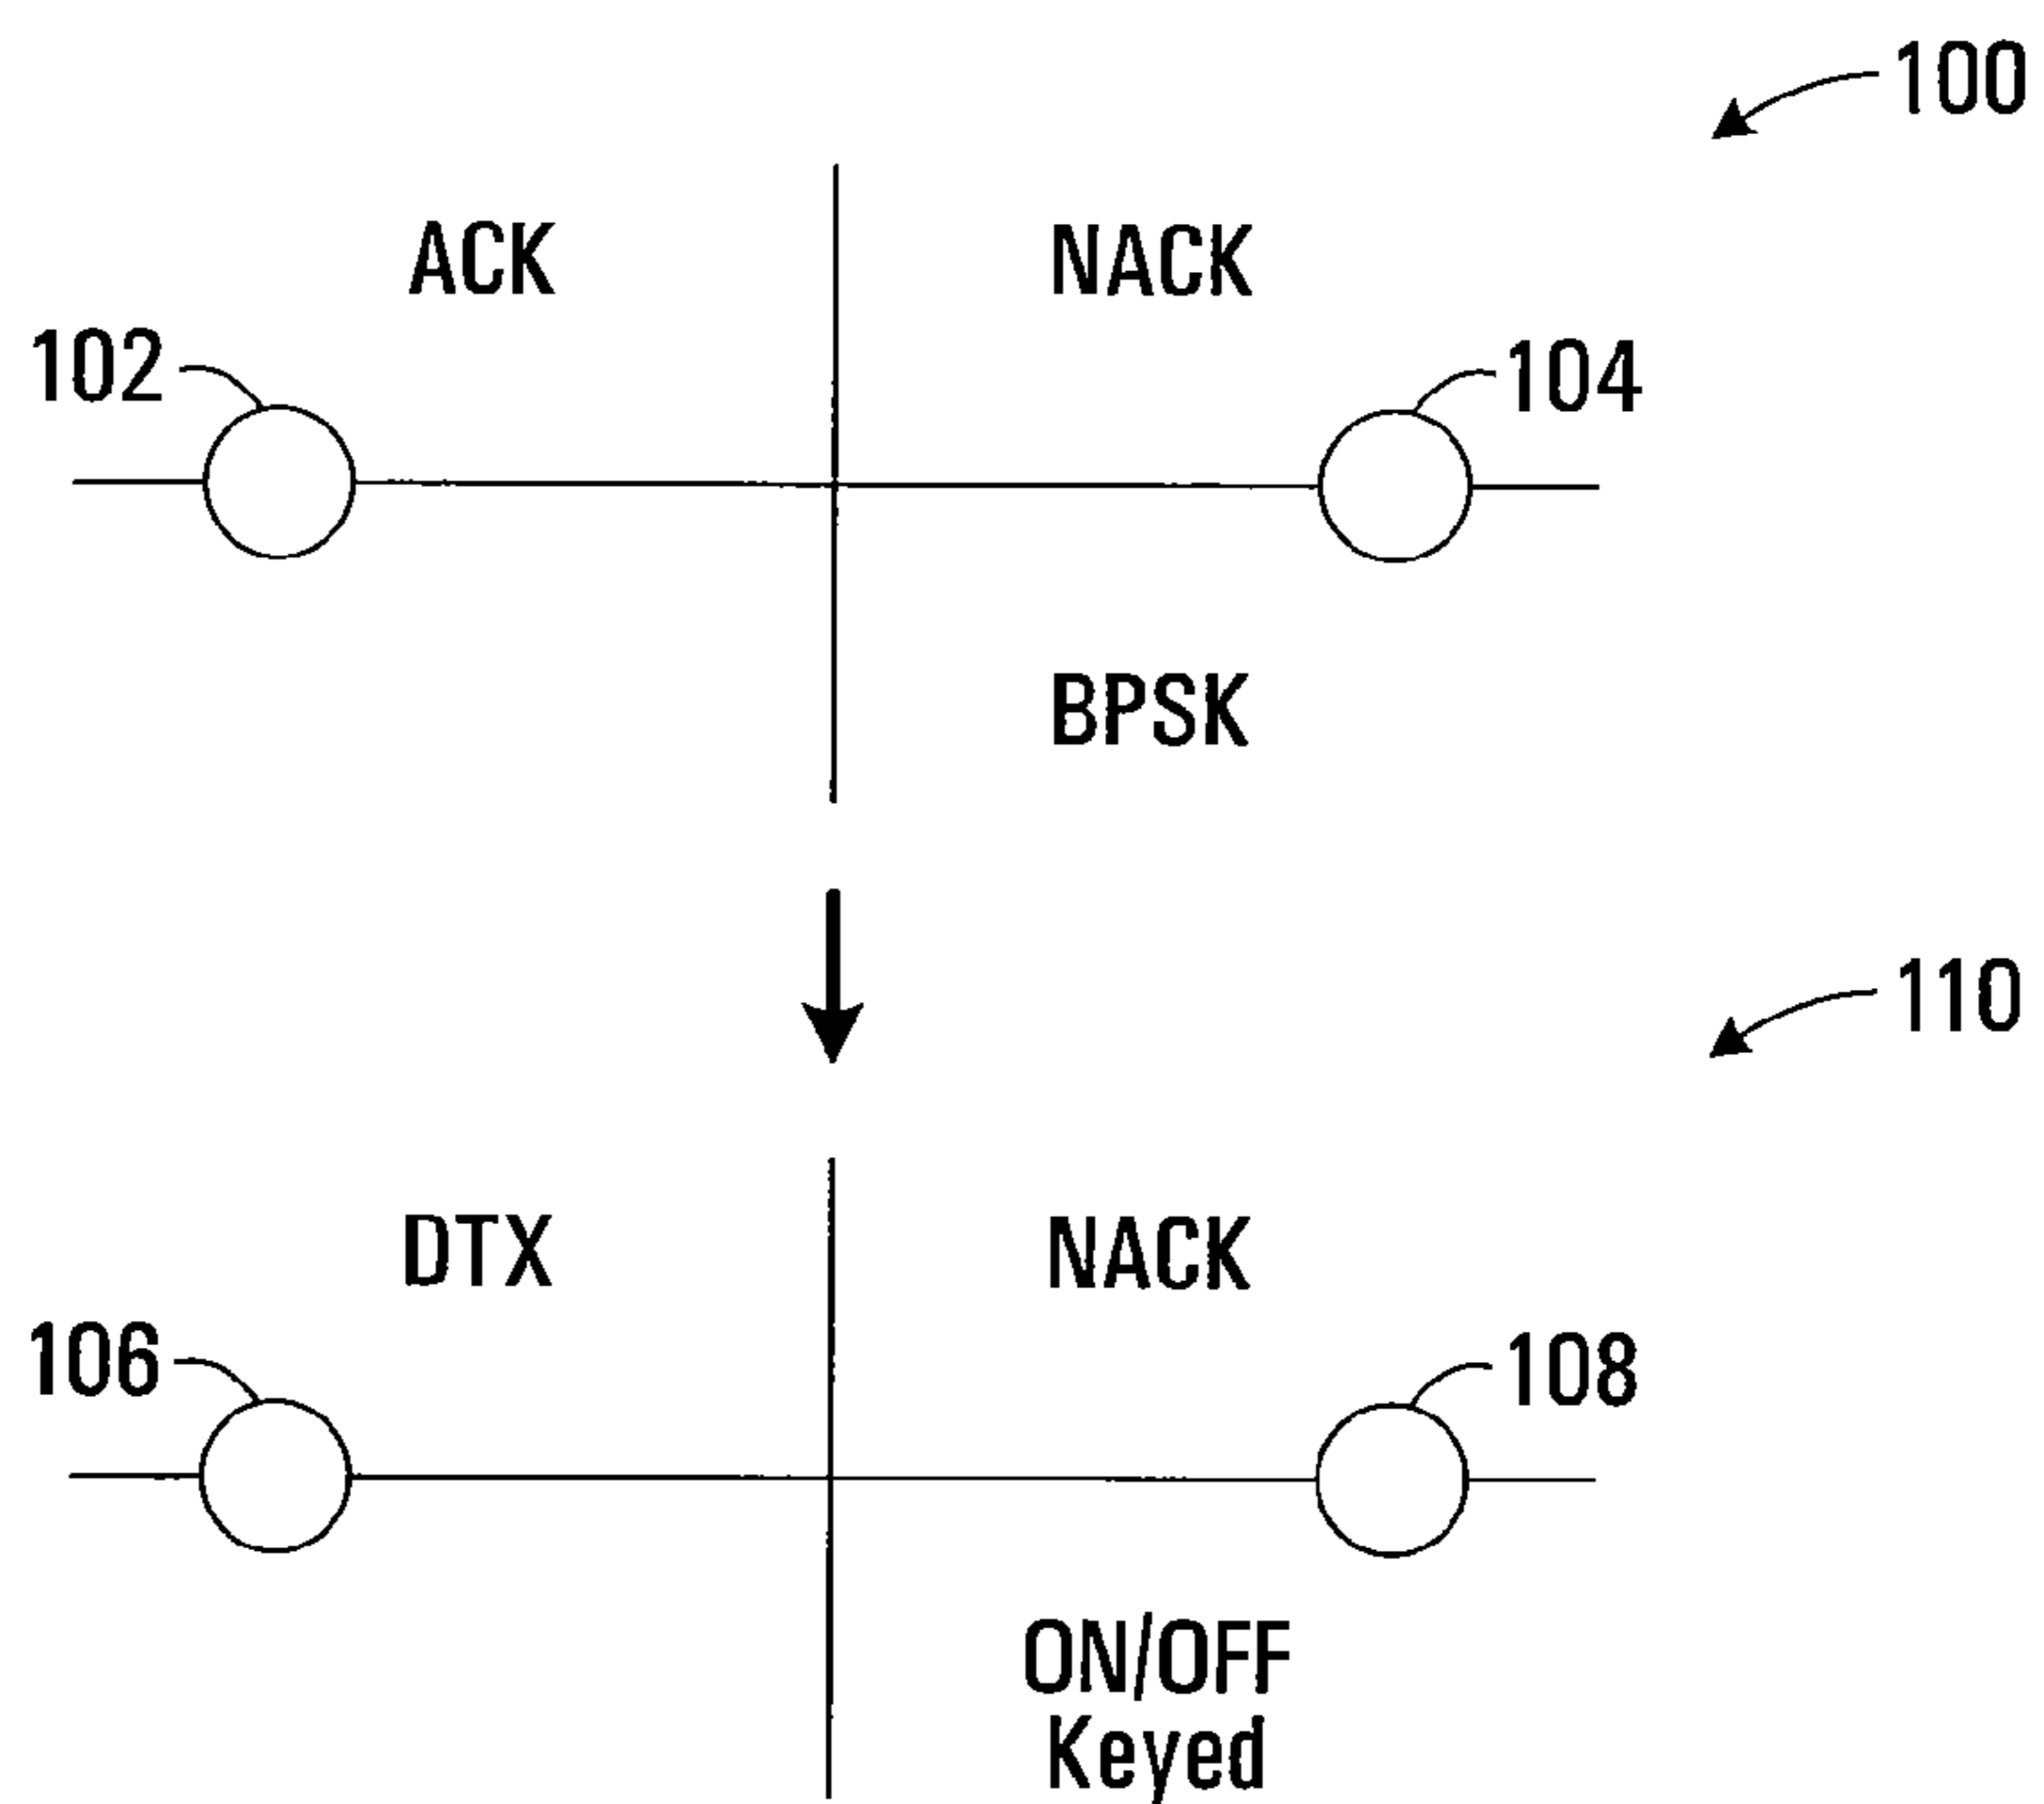 100
ACK
NACK
102
104
BPSK
110
DTX
NACK
106
108
ON/OFF
Keyed